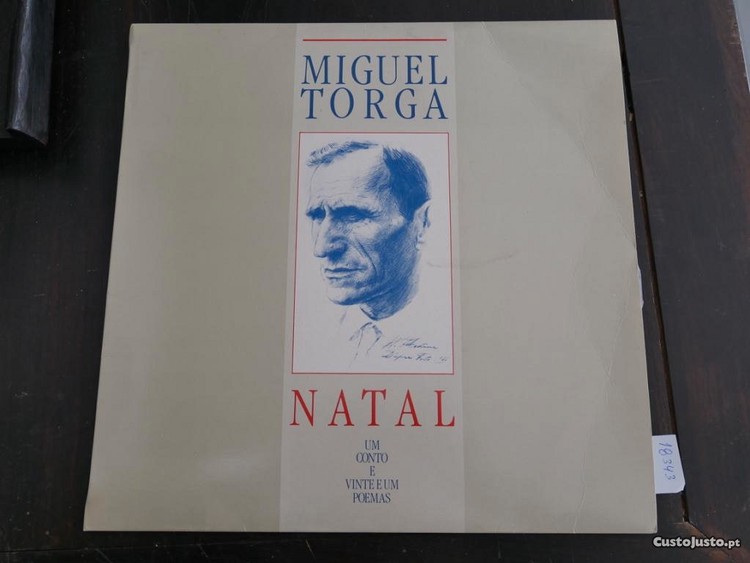 MIGUEL
TORGA
NATAL
UM
CONTO
E
VINTE E UM
POEMAS
18343
CustoJusto.pt